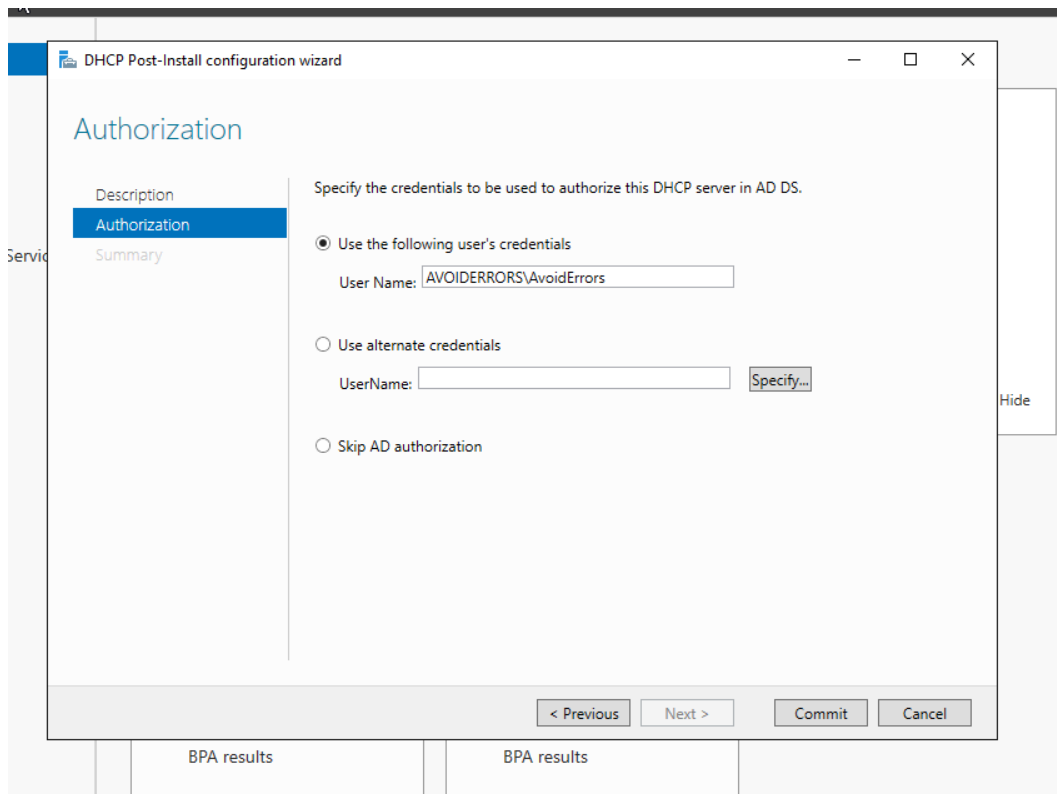 DHCP Post-Install configuration wizard
Authorization
Description
Authorization
Summary
Specify the credentials to be used to authorize this DHCP server in AD DS.
Use the following user's credentials
User Name: AVOIDERRORS\AvoidErrors
Use alternate credentials
UserName:
Specify...
Skip AD authorization
< Previous
Next >
Commit
Cancel
Servic
Hide
BPA results
BPA results